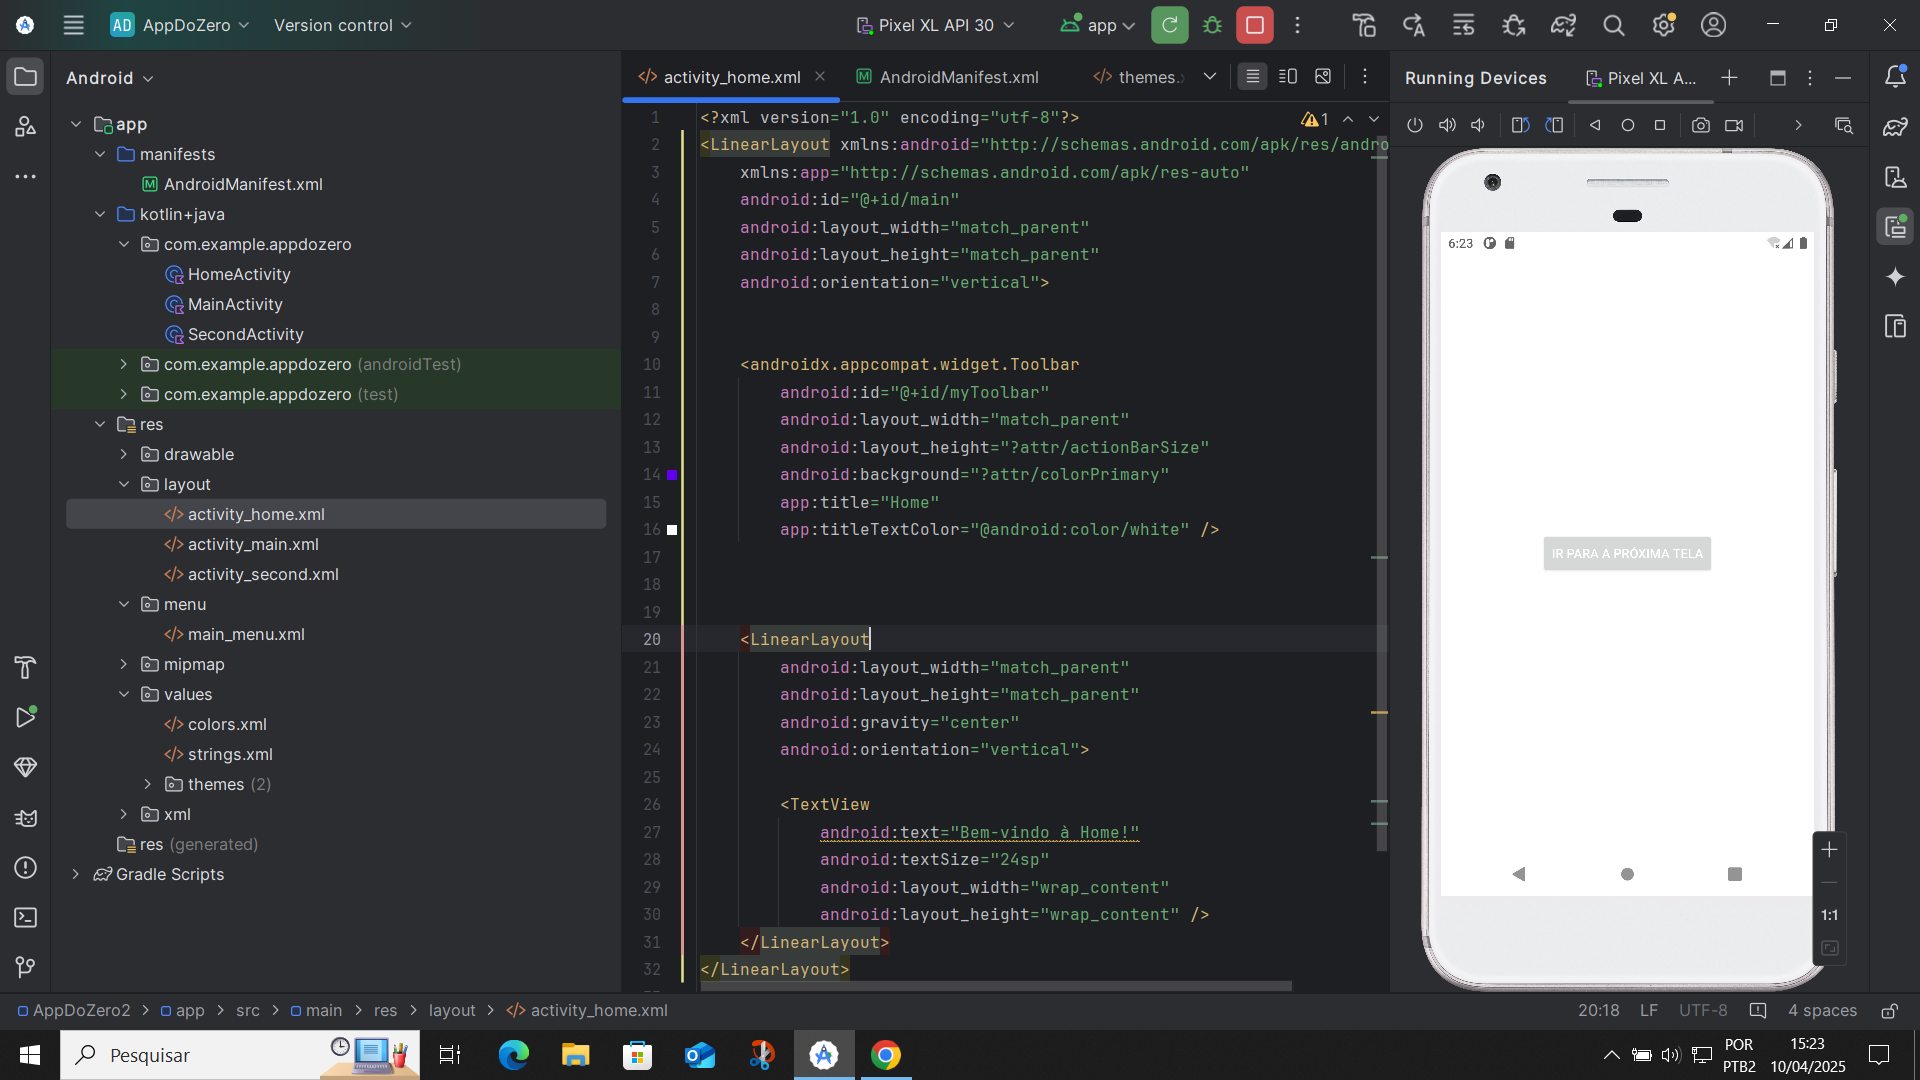 AD AppDoZero
Version control
Pixel XL API 30
app
Android
activity_home.xml
AndroidManifest.xml
themes.
Running Devices
Pixel XL A...
app
manifests
AndroidManifest.xml
kotlin+java
com.example.appdozero
HomeActivity
MainActivity
SecondActivity
com.example.appdozero (androidTest)
com.example.appdozero (test)
res
drawable
layout
activity_home.xml
activity_main.xml
activity_second.xml
menu
main_menu.xml
mipmap
values
colors.xml
strings.xml
themes (2)
xml
res (generated)
Gradle Scripts
1 <?xml version="1.0" encoding="utf-8"?>
1
2 <LinearLayout xmlns:android="http://schemas.android.com/apk/res/andro
3 xmlns:app="http://schemas.android.com/apk/res-auto"
4 android:id="@+id/main"
5 android:layout_width="match_parent"
6 android:layout_height="match_parent"
7 android:orientation="vertical">
8
9
10 <androidx.appcompat.widget.Toolbar
11 android:id="@+id/myToolbar"
12 android:layout_width="match_parent"
13 android:layout_height="?attr/actionBarSize"
14 android:background="?attr/colorPrimary"
15 app:title="Home"
16 app:titleTextColor="@android:color/white" />
17
18
19
20 <LinearLayout
21 android:layout_width="match_parent"
22 android:layout_height="match_parent"
23 android:gravity="center"
24 android:orientation="vertical">
25
26 <TextView
27 android:text="Bem-vindo à Home!"
28 android:textSize="24sp"
29 android:layout_width="wrap_content"
30 android:layout_height="wrap_content" />
31 </LinearLayout>
32 </LinearLayout>
6:23
IR PARA A PRÓXIMA TELA
1:1
AppDoZero2 > app > src > main > res > layout > activity_home.xml
20:18 LF UTF-8 4 spaces
Pesquisar
POR
PTB2
15:23
10/04/2025